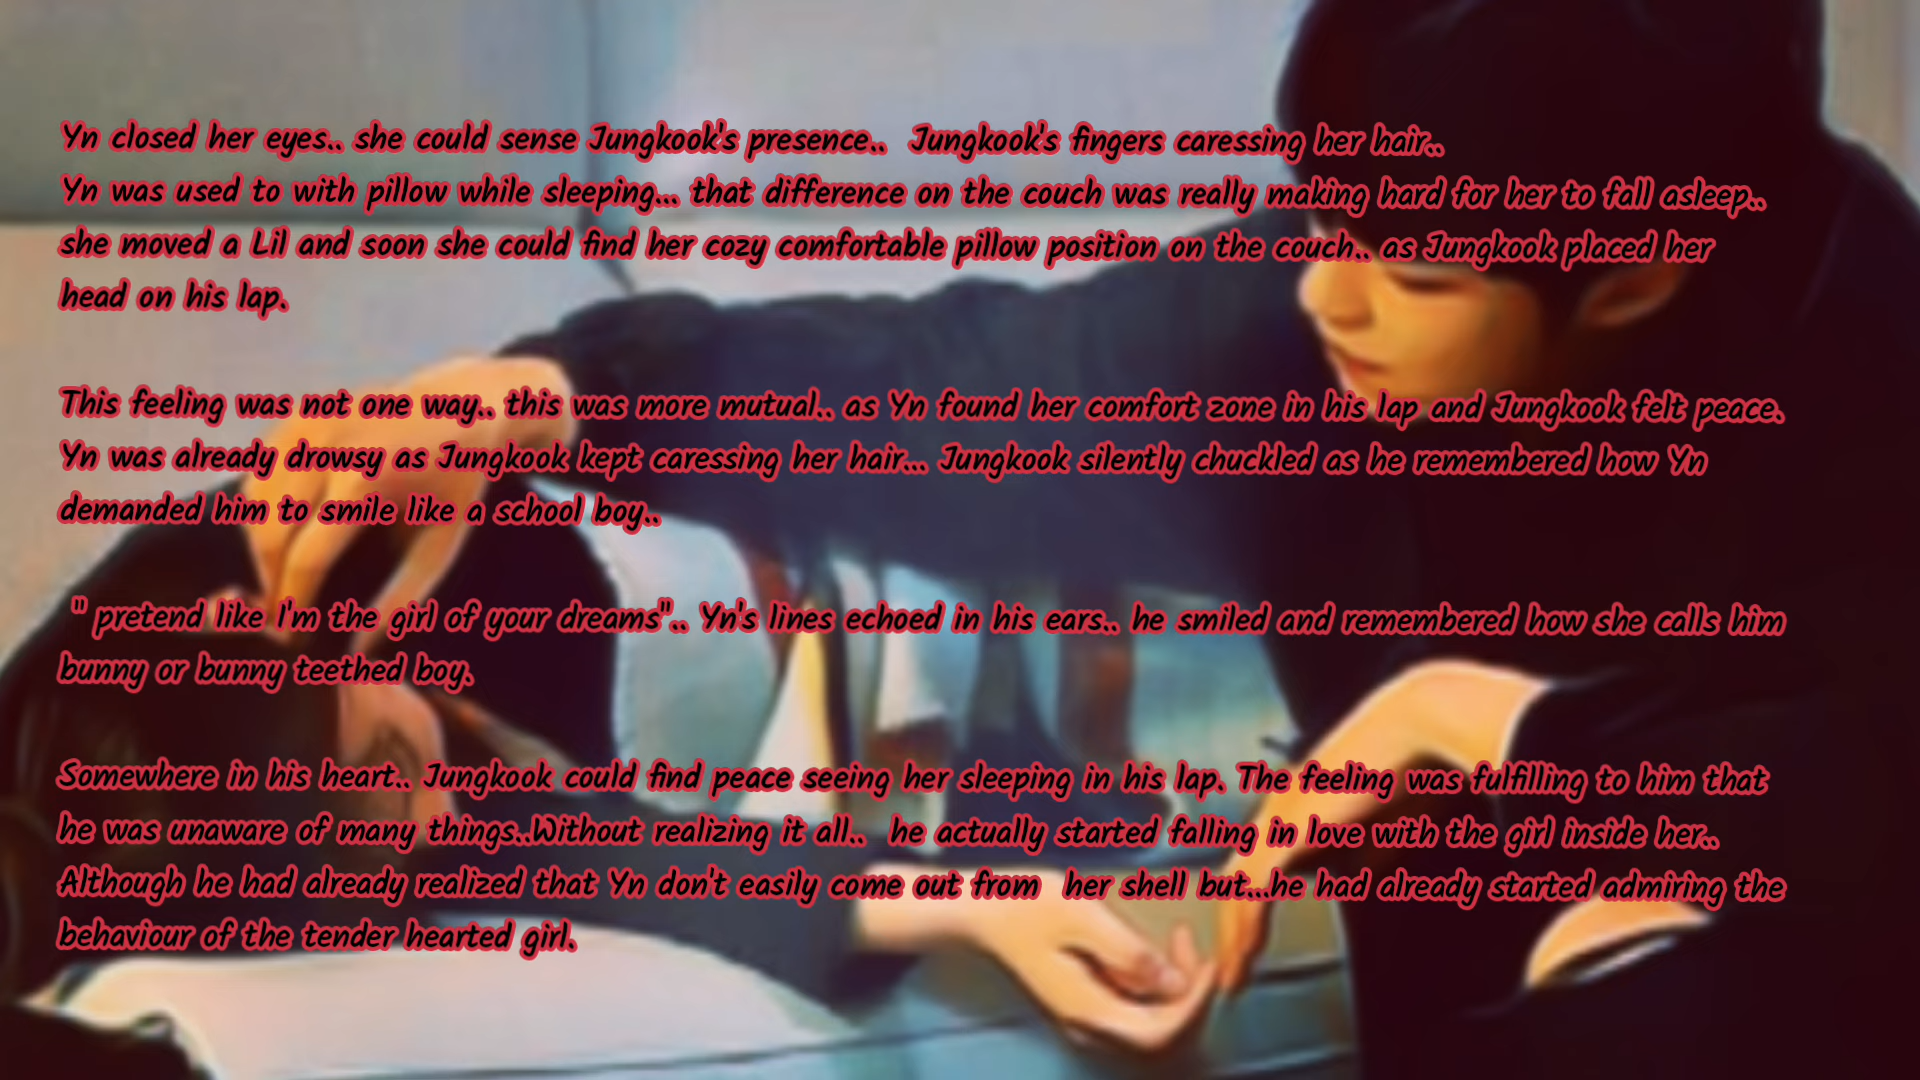 Yn closed her eyes.. she could sense Jungkook's presence..  Jungkook's fingers caressing her hair..
Yn was used to with pillow while sleeping... that difference on the couch was really making hard for her to fall asleep..
she moved a Lil and soon she could find her cozy comfortable pillow position on the couch.. as Jungkook placed her
head on his lap.
This feeling was not one way.. this was more mutual.. as Yn found her comfort zone in his lap and Jungkook felt peace.
Yn was already drowsy as Jungkook kept caressing her hair... Jungkook silently chuckled as he remembered how Yn
demanded him to smile like a school boy..
" pretend like I'm the girl of your dreams".. Yn's lines echoed in his ears.. he smiled and remembered how she calls him
bunny or bunny teethed boy.
Somewhere in his heart.. Jungkook could find peace seeing her sleeping in his lap. The feeling was fulfilling to him that
he was unaware of many things..Without realizing it all..  he actually started falling in love with the girl inside her..
Although he had already realized that Yn don't easily come out from  her shell but...he had already started admiring the
behaviour of the tender hearted girl.